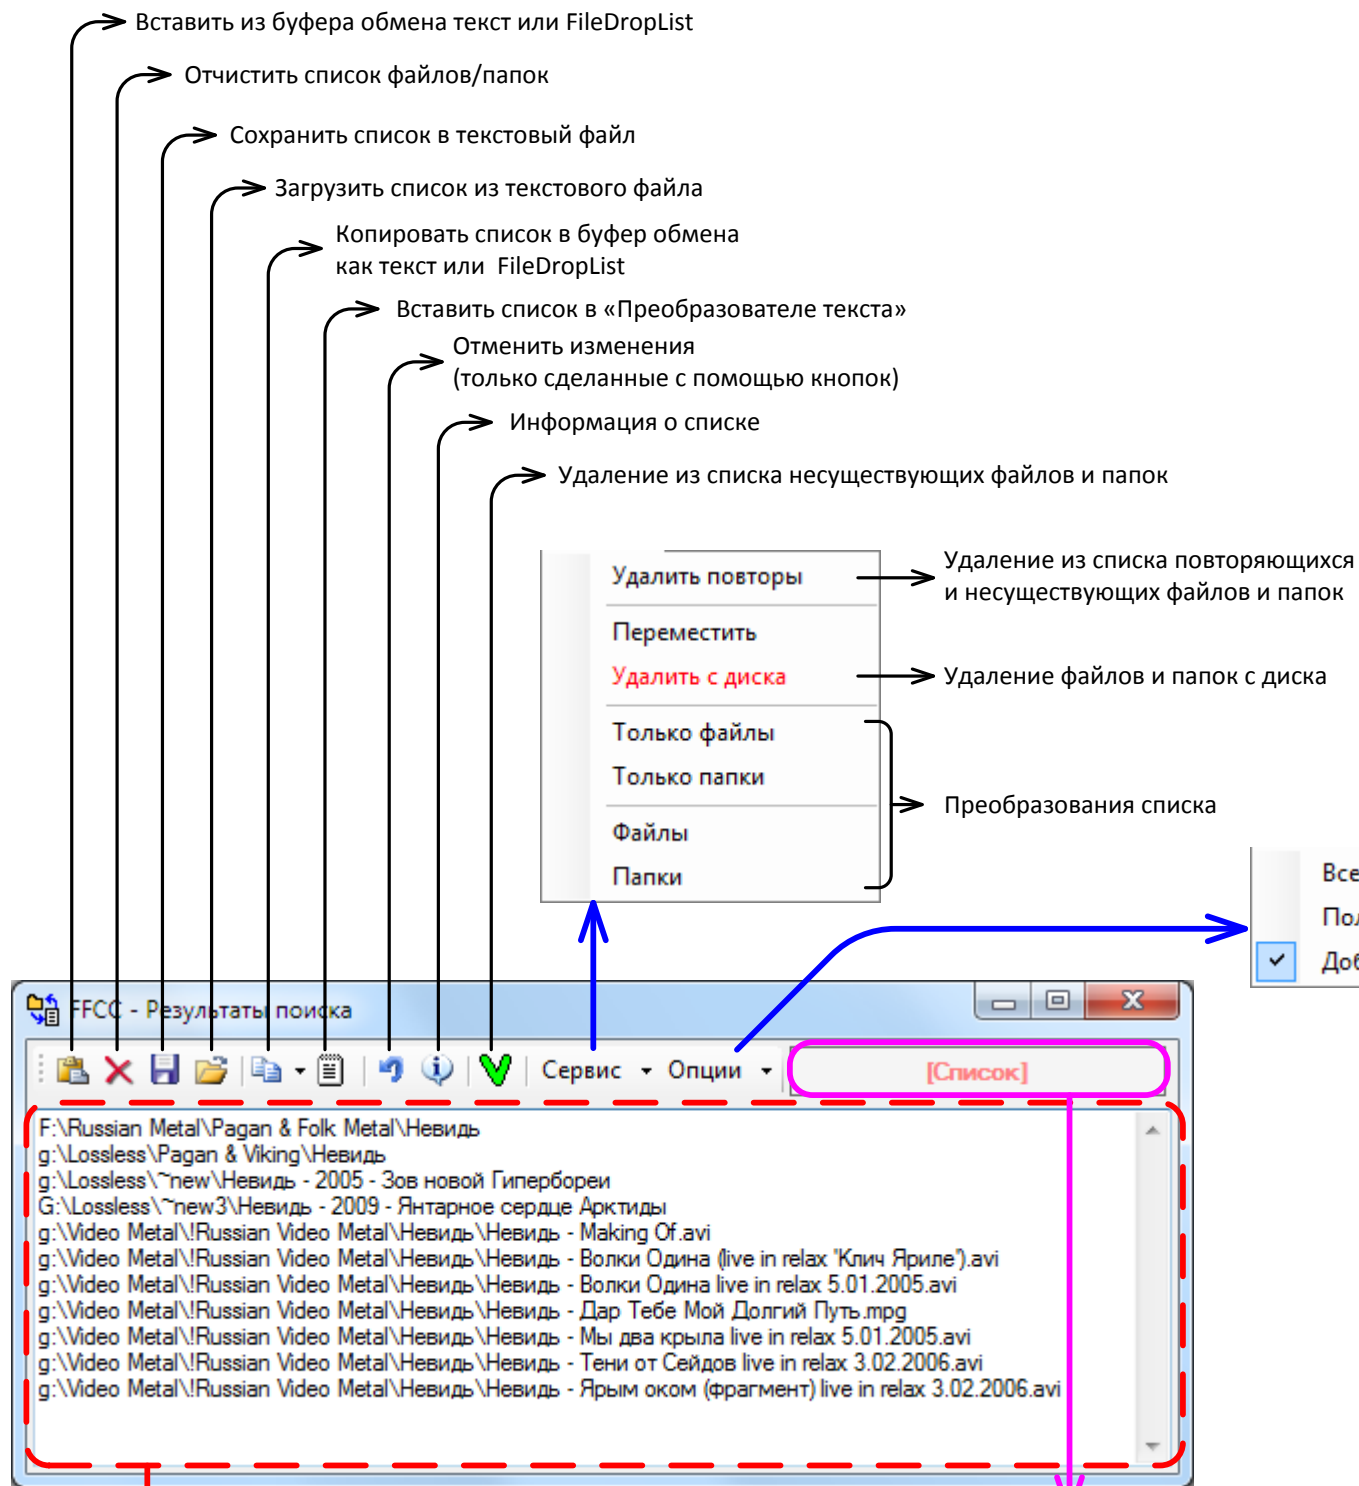 Вставить из буфера обмена текст или FileDropList
Отчистить список файлов/папок
Сохранить список в текстовый файл
Загрузить список из текстового файла
Копировать список в буфер обмена
как текст или FileDropList
Вставить список в «Преобразователе текста»
Отменить изменения
(только сделанные с помощью кнопок)
Информация о списке
Удаление из списка несуществующих файлов и папок
Удалить повторы
Удаление из списка повторяющихся
и несуществующих файлов и папок
Переместить
Удалить с диска
Удаление файлов и папок с диска
Только файлы
Только папки
Преобразования списка
Файлы
Папки
Все
Доб
FFCC - Результаты поиска
Сервис
Опции
[Список]
F:\Russian Metal\Pagan & Folk Metal\Невидь
g:\Lossless\Pagan & Viking\Невидь
g:\Lossless\~new\Невидь - 2005 - Зов новой Гипербореи
G:\Lossless\~new3\Невидь - 2009 - Янтарное сердце Арктиды
g:\Video Metal\!Russian Video Metal\Невидь\Невидь - Making Of.avi
g:\Video Metal\!Russian Video Metal\Невидь\Невидь - Волки Одина (live in relax 'Клич Яриле').avi
g:\Video Metal\!Russian Video Metal\Невидь\Невидь - Волки Одина live in relax 5.01.2005.avi
g:\Video Metal\!Russian Video Metal\Невидь\Невидь - Дар Тебе Мой Долгий Путь.mpg
g:\Video Metal\!Russian Video Metal\Невидь\Невидь - Мы два крыла live in relax 5.01.2005.avi
g:\Video Metal\!Russian Video Metal\Невидь\Невидь - Тени от Сейдов live in relax 3.02.2006.avi
g:\Video Metal\!Russian Video Metal\Невидь\Невидь - Ярым оком (фрагмент) live in relax 3.02.2006.avi